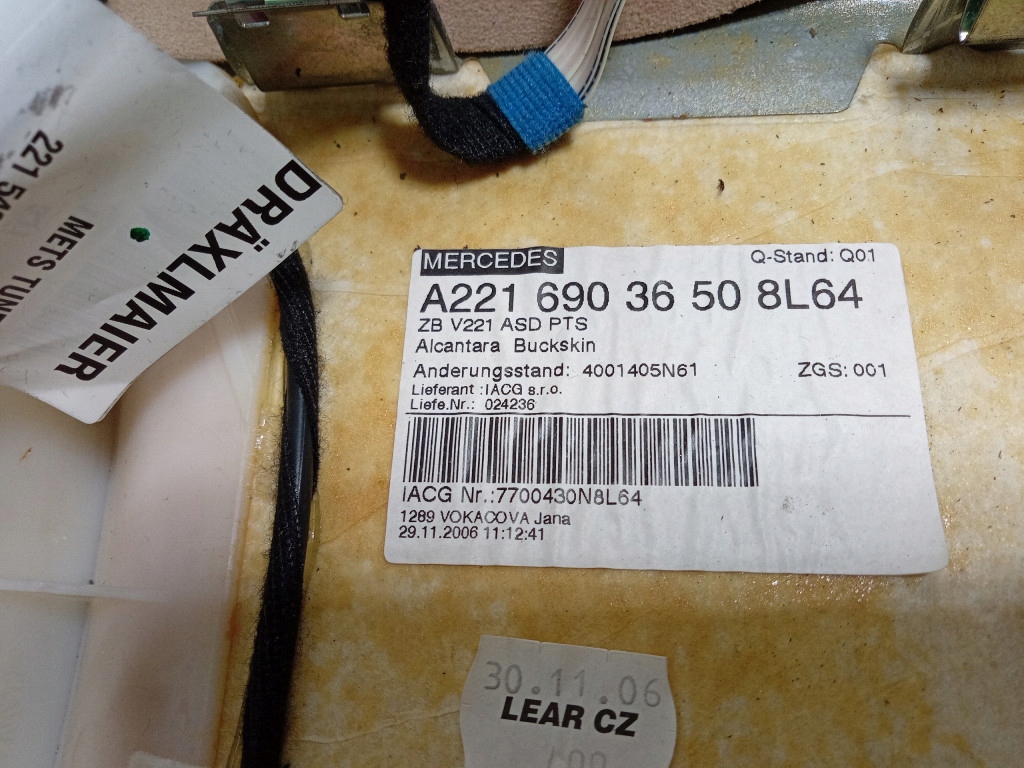 DRÄXLMAIER
METS TUN
MERCEDES
Q-Stand: Q01
A221 690 36 50 8L64
ZB V221 ASD PTS
Alcantara Buckskin
Anderungsstand: 4001405N61 ZGS: 001
Lieferant :IACG s.r.o.
Liefe.Nr.: 024236
IACG Nr.:7700430N8L64
1289 VOKACOVA Jana
29.11.2006 11:12:41
30.11.06
LEAR CZ